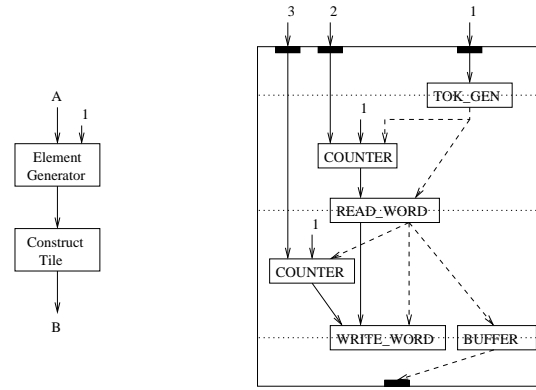 A
1
Element
Generator
Construct
Tile
B
3
2
1
TOK_GEN
1
COUNTER
READ_WORD
1
COUNTER
WRITE_WORD
BUFFER